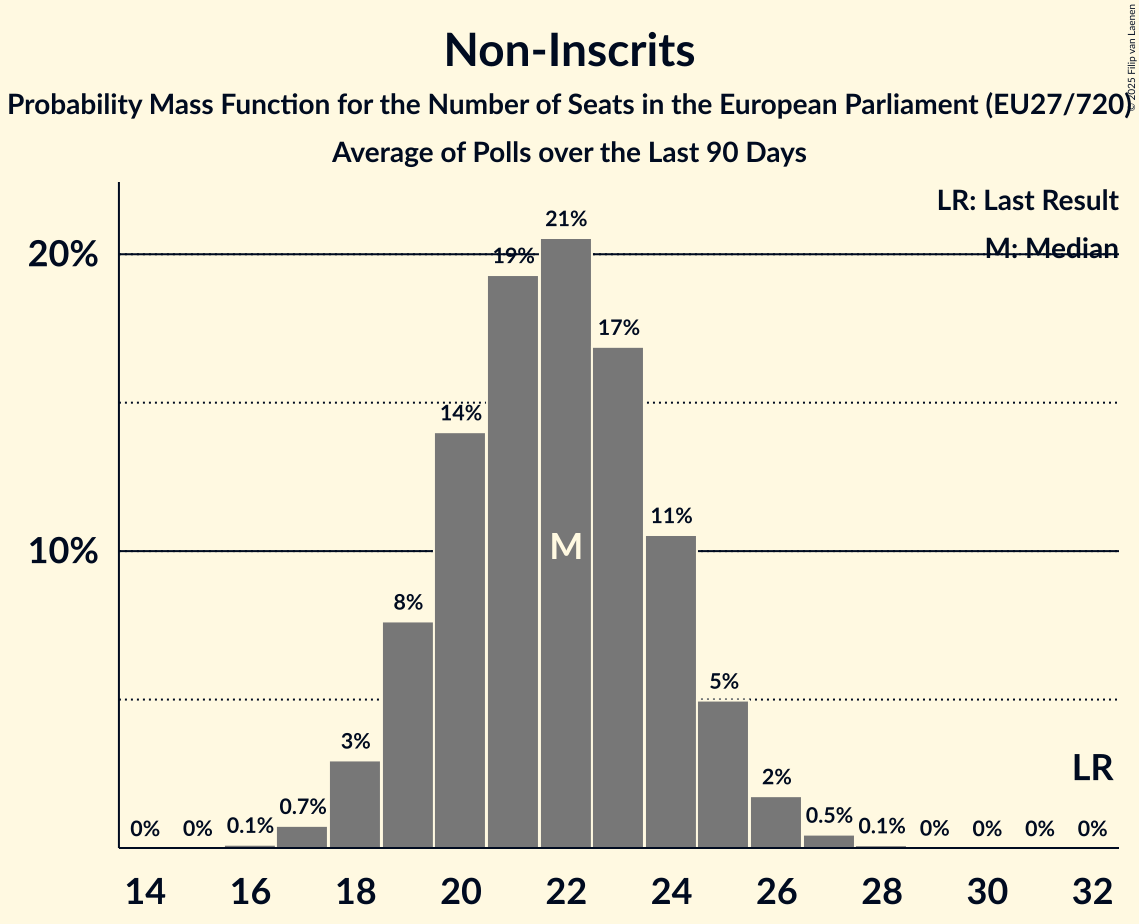 Non-Inscrits
Probability Mass Function for the Number of Seats in the European Parliament (EU27/720)
Average of Polls over the Last 90 Days
© 2025 Filip van Laenen
LR: Last Result
M: Median
20%
10%
0%
0%
0.1%
0.7%
3%
8%
14%
19%
21%
17%
11%
5%
2%
0.5%
0.1%
0%
0%
0%
0%
M
LR
14 16 18 20 22 24 26 28 30 32